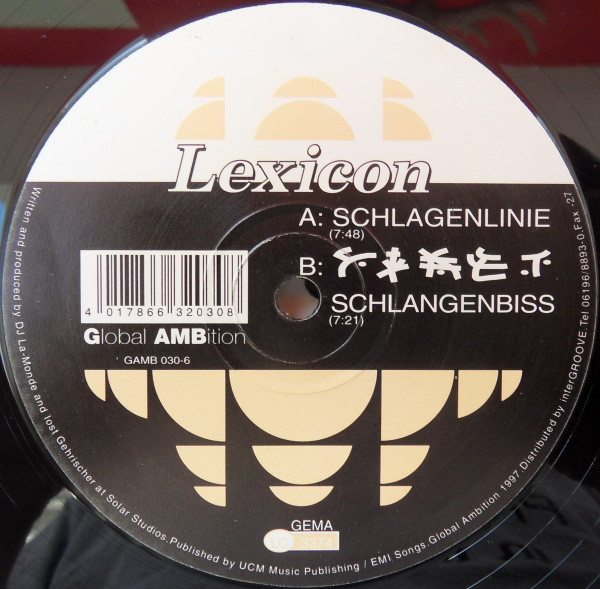 Lexicon
A: SCHLAGENLINIE
(7:48)
B:
SCHLANGENBISS
(7:21)
4 017866 320308
Global AMBition
GAMB 030-6
GEMA
LC 3374
Written and produced by DJ La Monde and Iost Gehrischer at Solar Studios. Published by UCM Music Publishing / EMI Songs. Global Ambition 1997 Distributed by interGROOVE. Tel 06196/8893-0, Fax -27